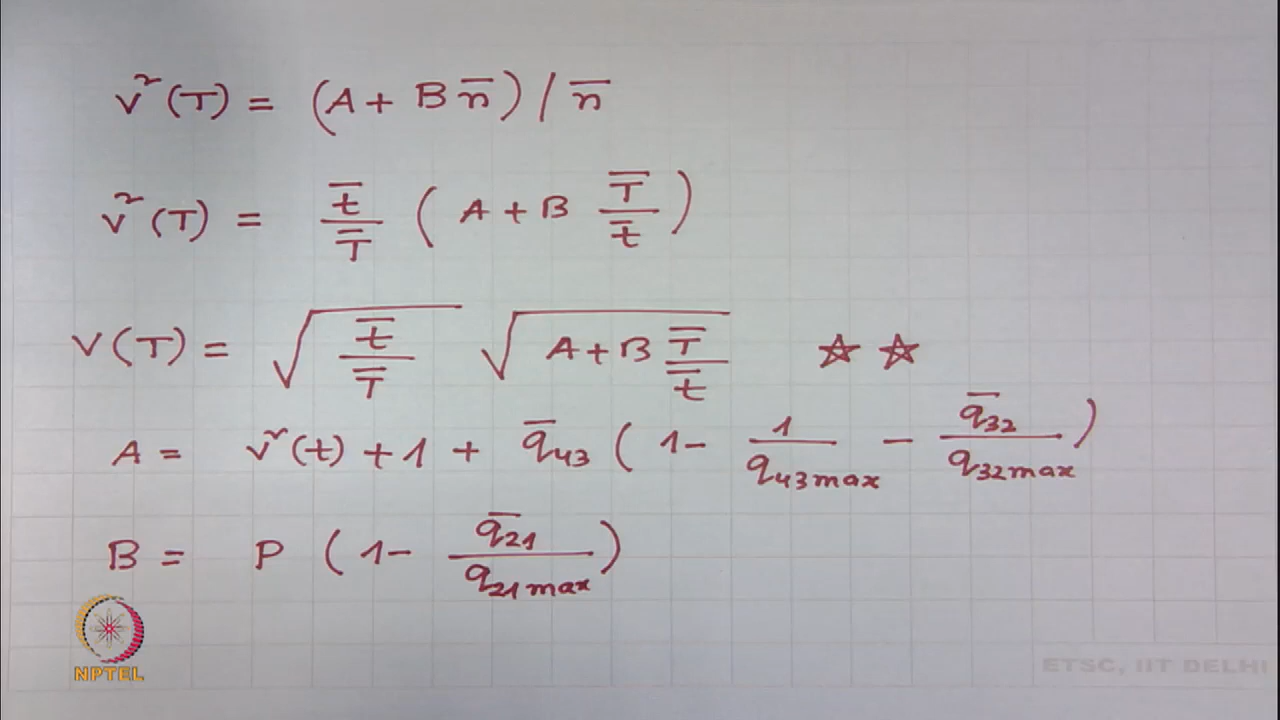 v²(T) = (A + B n̅) / n̅
v²(T) = t̅/T̅ (A + B T̅/t̅)
V(T) = √(t̅/T̅) √(A + B T̅/t̅) ☆ ☆
A = v²(t) + 1 + q̅₄₃ (1 - 1/q₄₃max - q̅₃₂/q₃₂max)
B = P (1 - q̅₂₁/q₂₁max)
NPTEL
ETSC, IIT DELHI